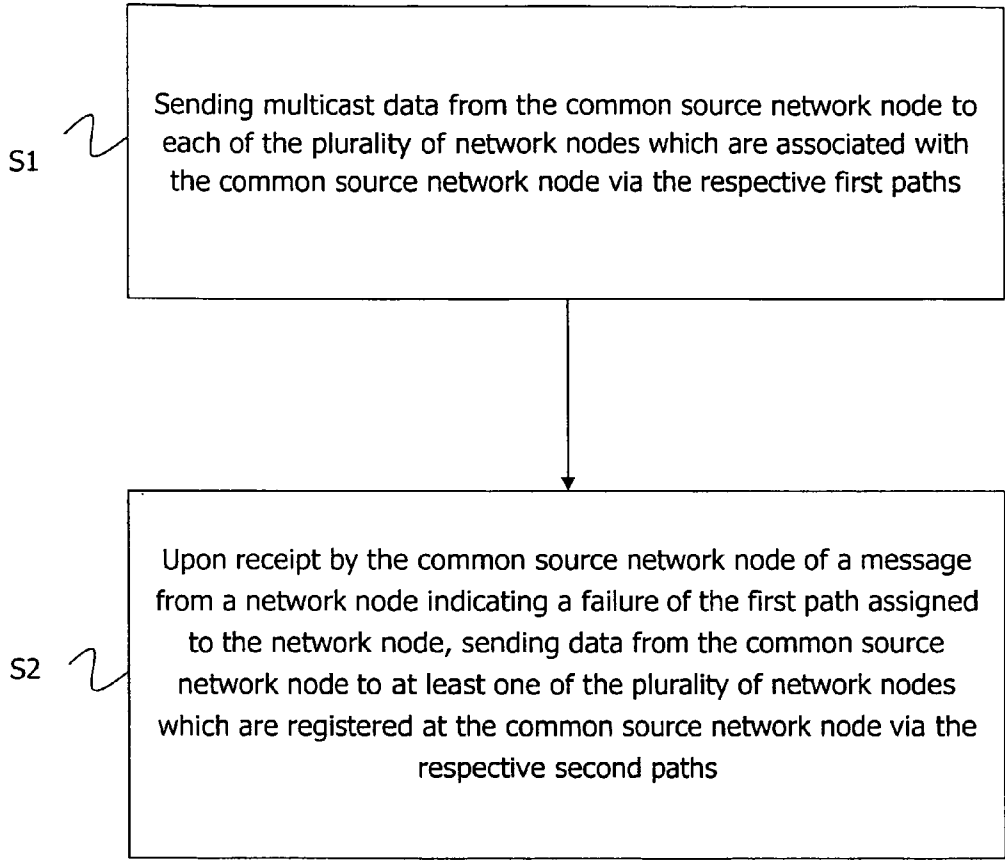 S1
Sending multicast data from the common source network node to
each of the plurality of network nodes which are associated with
the common source network node via the respective first paths
S2
Upon receipt by the common source network node of a message
from a network node indicating a failure of the first path assigned
to the network node, sending data from the common source
network node to at least one of the plurality of network nodes
which are registered at the common source network node via the
respective second paths